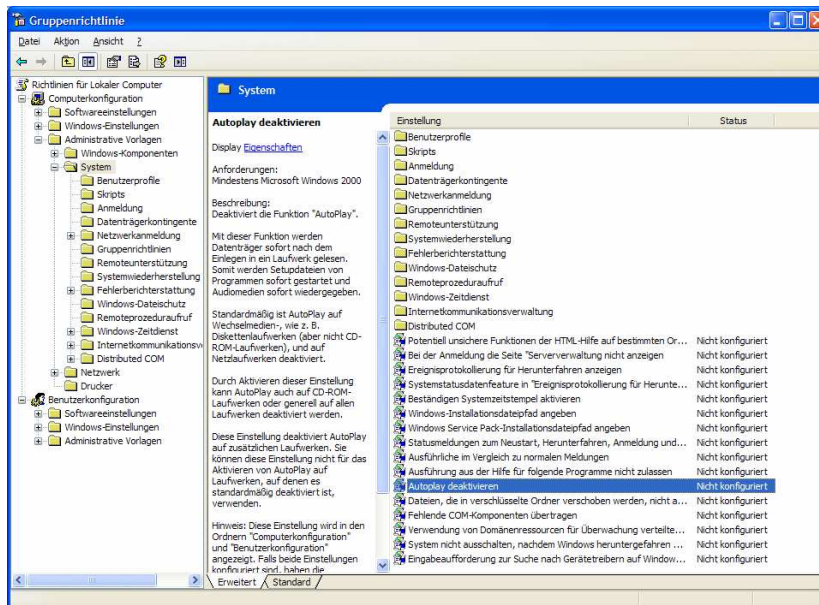 Gruppenrichtlinie
Datei Aktion Ansicht ?
Richtlinien für Lokaler Computer
Computerkonfiguration
Softwareeinstellungen
Windows-Einstellungen
Administrative Vorlagen
Windows-Komponenten
System
Benutzerprofile
Skripts
Anmeldung
Datenträgerkontingente
Netzwerkanmeldung
Gruppenrichtlinien
Remoteunterstützung
Systemwiederherstellung
Fehlerberichterstattung
Windows-Dateischutz
Remoteprozeduraufruf
Windows-Zeitdienst
Internetkommunikationsv
Distributed COM
Netzwerk
Drucker
Benutzerkonfiguration
Softwareeinstellungen
Windows-Einstellungen
Administrative Vorlagen
System
Autoplay deaktivieren
Display Eigenschaften
Anforderungen:
Mindestens Microsoft Windows 2000
Beschreibung:
Deaktiviert die Funktion "AutoPlay".
Mit dieser Funktion werden
Datenträger sofort nach dem
Einlegen in ein Laufwerk gelesen.
Somit werden Setupdateien von
Programmen sofort gestartet und
Audiomedien sofort wiedergegeben.
Standardmäßig ist AutoPlay auf
Wechselmedien-, wie z. B.
Diskettenlaufwerken (aber nicht CD-
ROM-Laufwerken), und auf
Netzlaufwerken deaktiviert.
Durch Aktivieren dieser Einstellung
kann AutoPlay auch auf CD-ROM-
Laufwerken oder generell auf allen
Laufwerken deaktiviert werden.
Diese Einstellung deaktiviert AutoPlay
auf zusätzlichen Laufwerken. Sie
können diese Einstellung nicht für das
Aktivieren von AutoPlay auf
Laufwerken, auf denen es
standardmäßig deaktiviert ist,
verwenden.
Hinweis: Diese Einstellung wird in den
Ordnern "Computerkonfiguration"
und "Benutzerkonfiguration"
angezeigt. Falls beide Einstellungen
konfiguriert sind, haben die
Einstellung Status
Benutzerprofile
Skripts
Anmeldung
Datenträgerkontingente
Netzwerkanmeldung
Gruppenrichtlinien
Remoteunterstützung
Systemwiederherstellung
Fehlerberichterstattung
Windows-Dateischutz
Remoteprozeduraufruf
Windows-Zeitdienst
Internetkommunikationsverwaltung
Distributed COM
Potentiell unsichere Funktionen der HTML-Hilfe auf bestimmten Or... Nicht konfiguriert
Bei der Anmeldung die Seite "Serververwaltung nicht anzeigen Nicht konfiguriert
Ereignisprotokollierung für Herunterfahren anzeigen Nicht konfiguriert
Systemstatusdatenfeature in "Ereignisprotokollierung für Herunte... Nicht konfiguriert
Beständigen Systemzeitstempel aktivieren Nicht konfiguriert
Windows-Installationsdateipfad angeben Nicht konfiguriert
Windows Service Pack-Installationsdateipfad angeben Nicht konfiguriert
Statusmeldungen zum Neustart, Herunterfahren, Anmeldung und... Nicht konfiguriert
Ausführliche im Vergleich zu normalen Meldungen Nicht konfiguriert
Ausführung aus der Hilfe für folgende Programme nicht zulassen Nicht konfiguriert
Autoplay deaktivieren Nicht konfiguriert
Dateien, die in verschlüsselte Ordner verschoben werden, nicht a... Nicht konfiguriert
Fehlende COM-Komponenten übertragen Nicht konfiguriert
Verwendung von Domänenressourcen für Überwachung verteilte... Nicht konfiguriert
System nicht ausschalten, nachdem Windows heruntergefahren ... Nicht konfiguriert
Eingabeaufforderung zur Suche nach Gerätetreibern auf Window... Nicht konfiguriert
Erweitert Standard